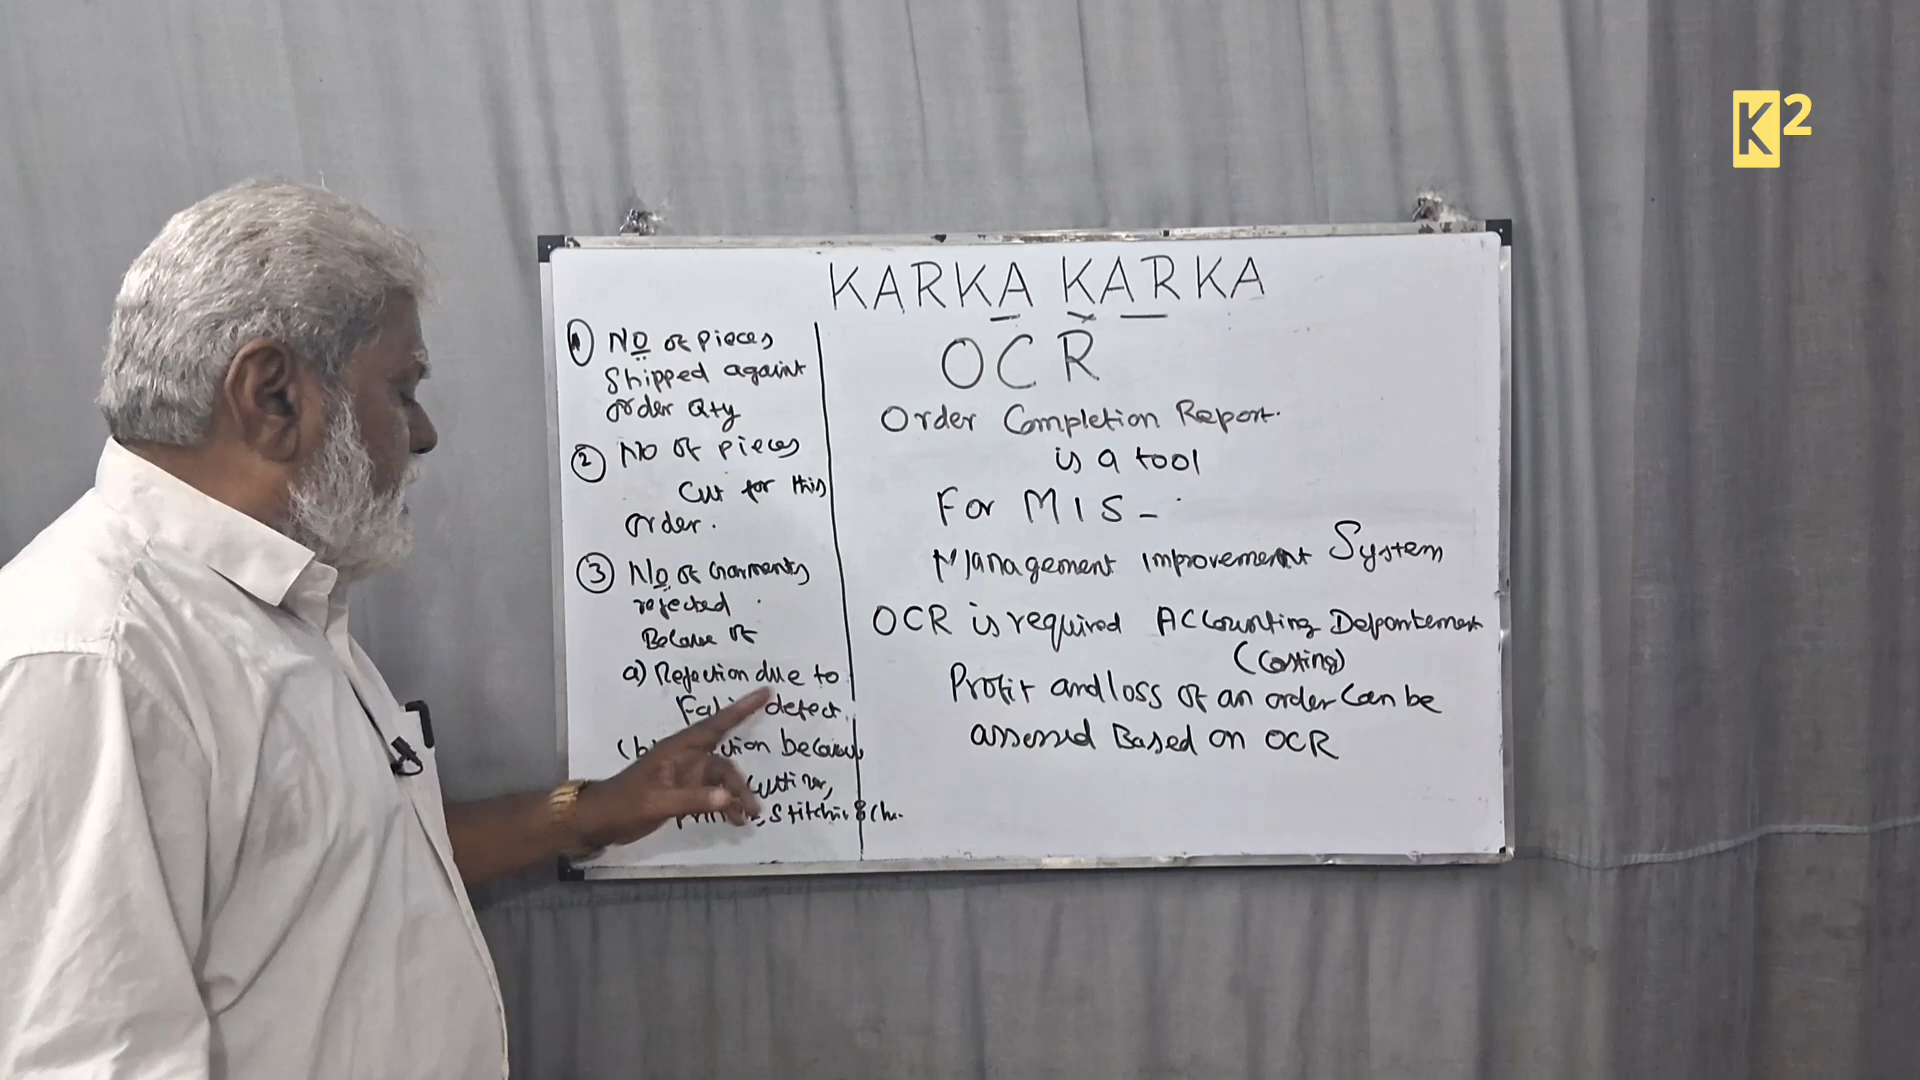 K2
KARKA KARKA
① No of pieces
Shipped against
order Qty
② No of pieces
Cut for this
order.
③ No of Garments
rejected
Because of
a) Rejection due to
defect.
because
Stitchin &
OCR
Order Completion Report.
is a tool
For MIS -
Management improvement System
OCR is required Accounting Department
(Costing)
Profit and loss of an order can be
assessed Based on OCR